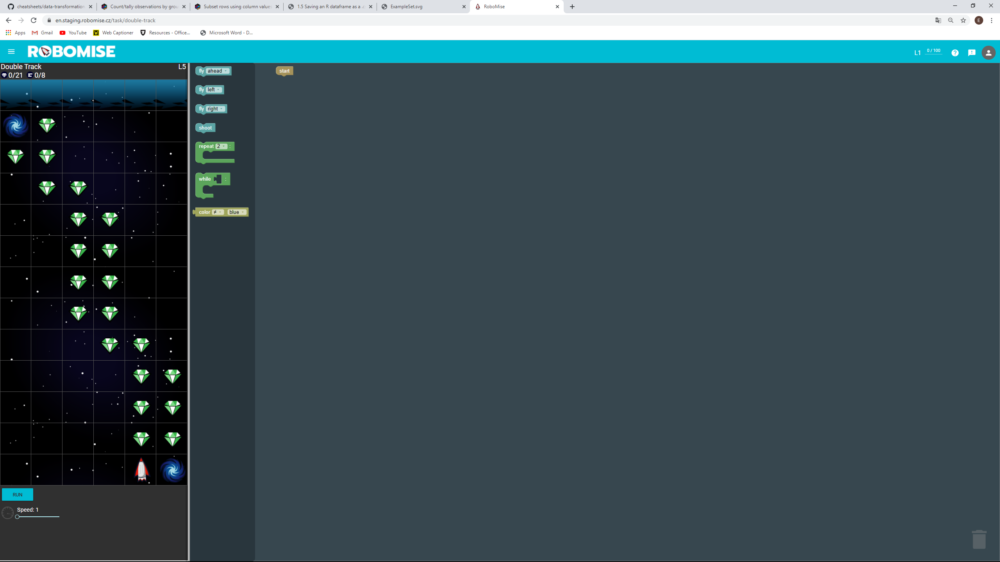 cheatsheets/data-transformation.
Count/tally observations by grou
Subset rows using column values
1.5 Saving an R dataframe as a .c
ExampleSet.svg
RoboMise
en.staging.robomise.cz/task/double-track
E
Apps
Gmail
YouTube
W
Web Captioner
Resources - Office...
Microsoft Word - D...
ROBOMISE
L1
0 / 100
Double Track
L5
0/21
0/8
fly ahead
start
fly left
fly right
shoot
repeat 2 :
while :
color ≠ blue
RUN
Speed: 1